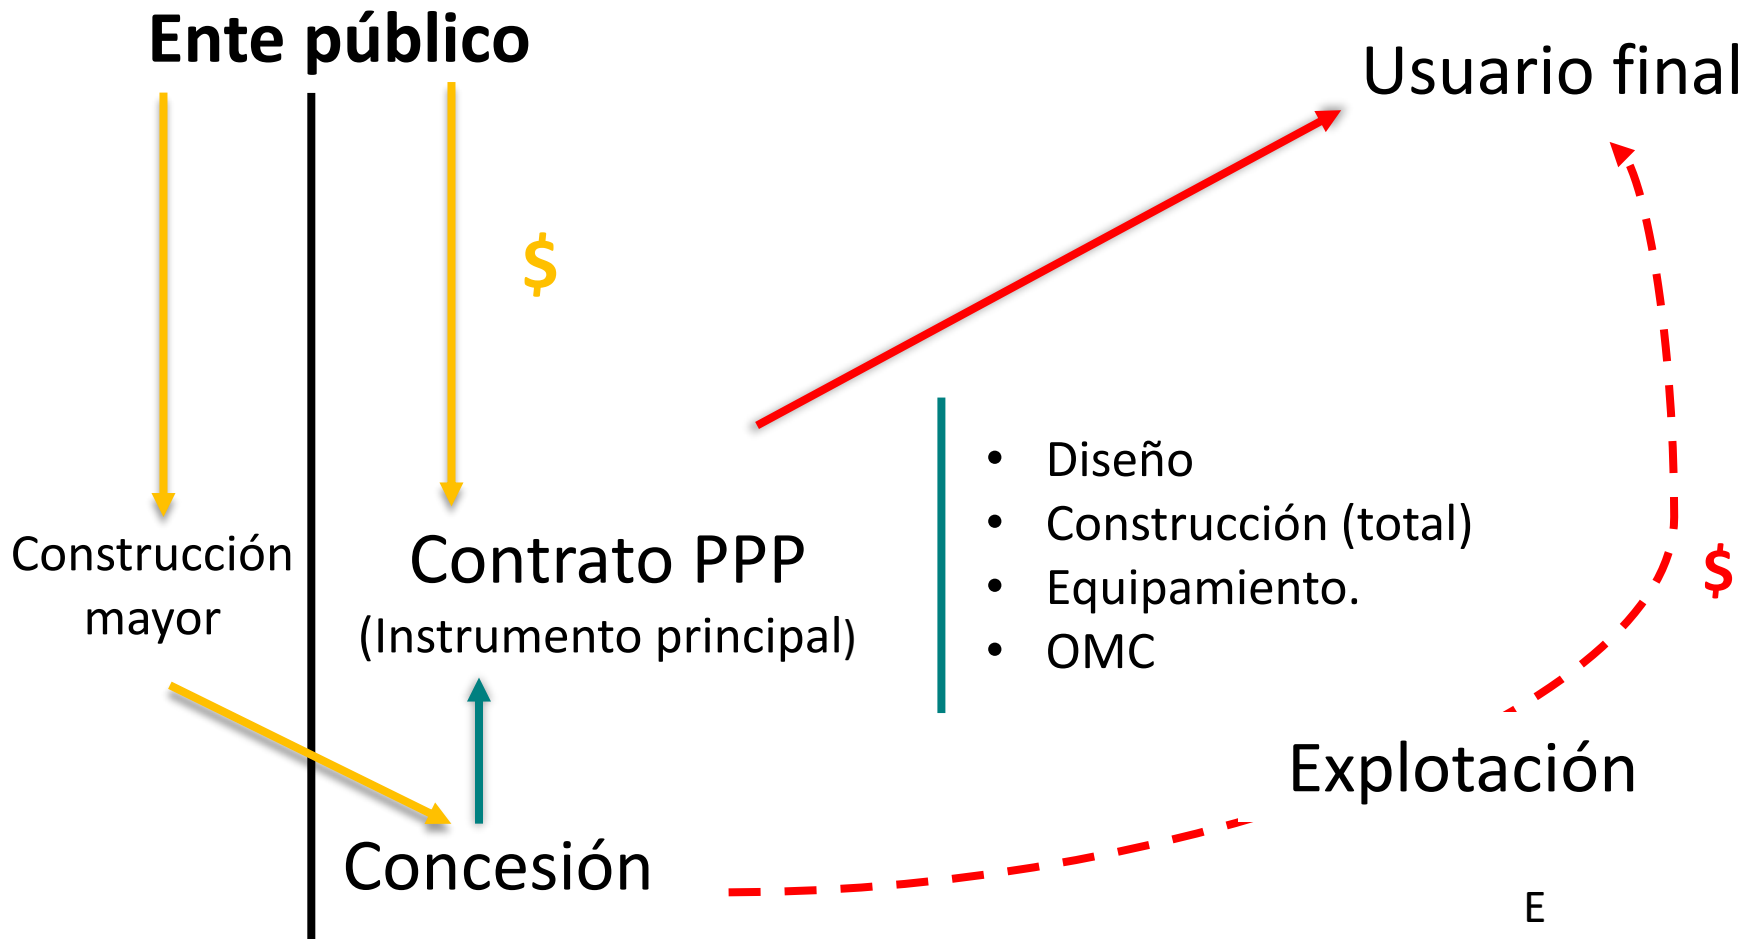 Ente público
Usuario final
$
Construcción
mayor
Contrato PPP
(Instrumento principal)
• Diseño
• Construcción (total)
• Equipamiento.
• OMC
$
Explotación
Concesión
E